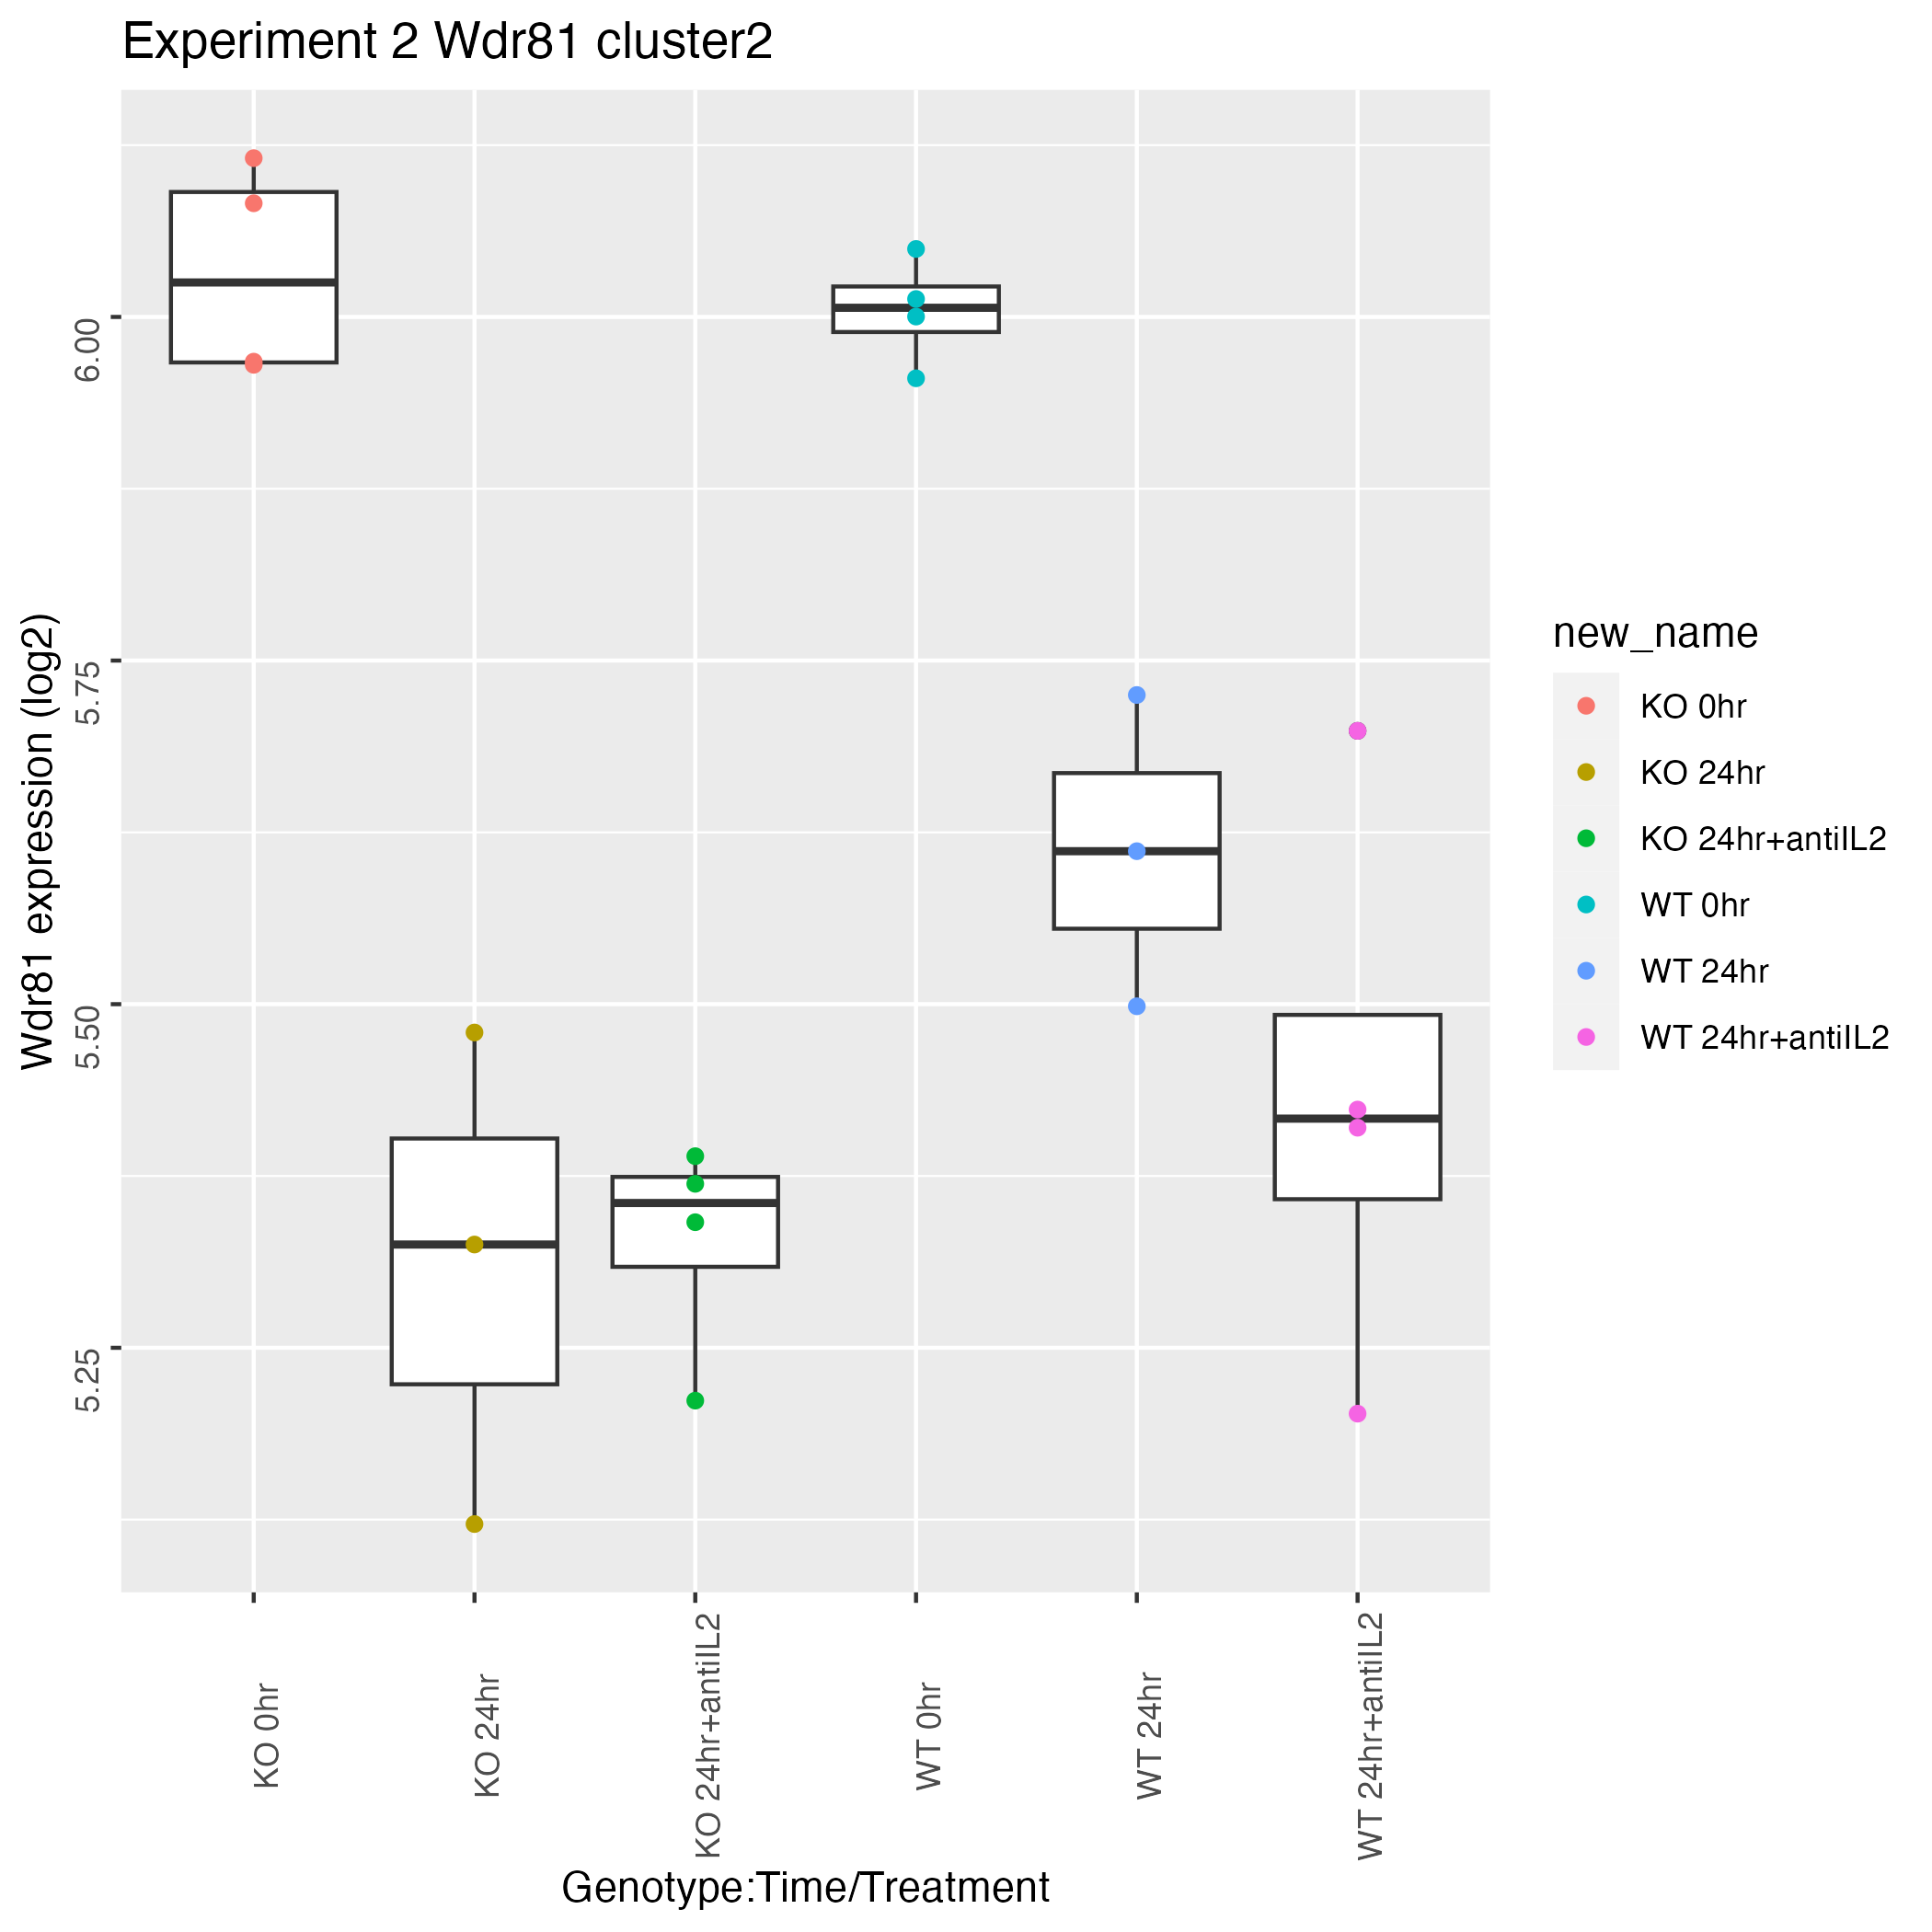 Experiment 2 Wdr81 cluster2
Wdr81 expression (log2)
6.00
5.75
5.50
5.25
KO 0hr
KO 24hr
KO 24hr+antiIL2
WT 0hr
WT 24hr
WT 24hr+antiIL2
Genotype:Time/Treatment
new_name
KO 0hr
KO 24hr
KO 24hr+antiIL2
WT 0hr
WT 24hr
WT 24hr+antiIL2